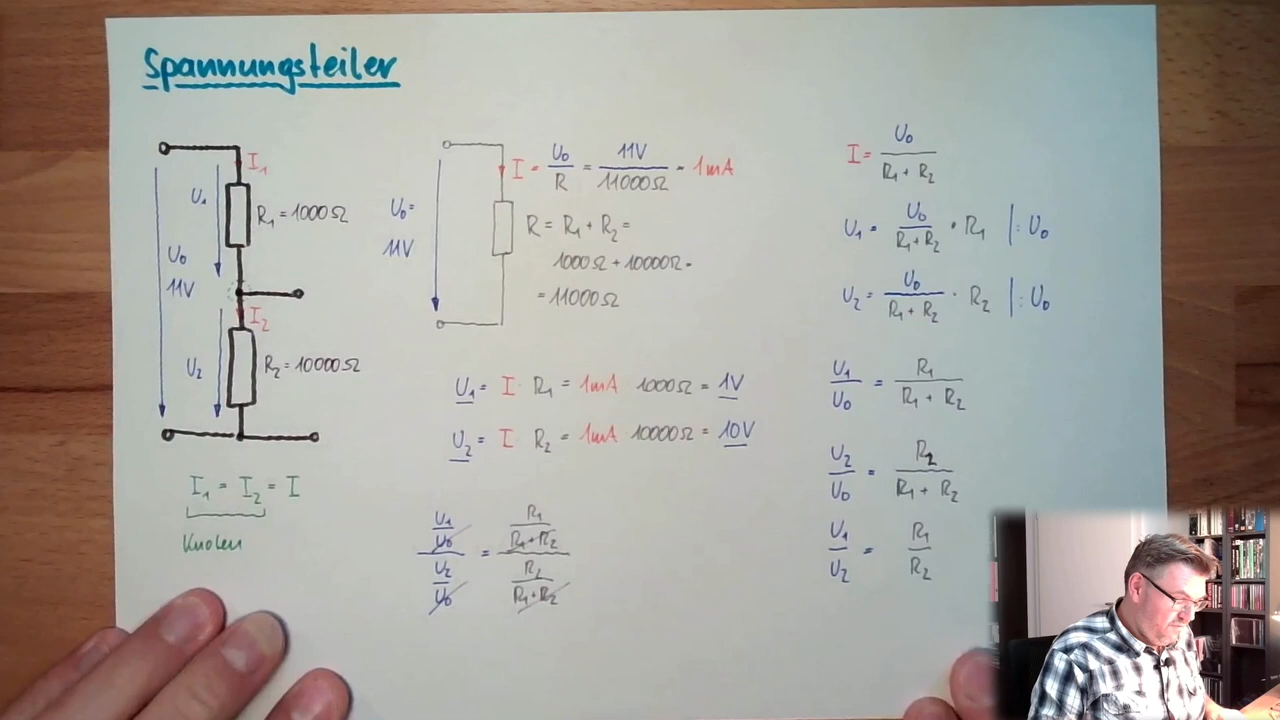 Spannungsteiler
I₁
U₁
R₁ = 1000Ω
U₀
11V
I₂
U₂
R₂ = 10000Ω
I₁ = I₂ = I
Knoten
I = U₀/R = 11V/11000Ω = 1mA
U₀ =
11V
R = R₁ + R₂ =
1000Ω + 10000Ω =
= 11000Ω
U₁ = I · R₁ = 1mA · 1000Ω = 1V
U₂ = I · R₂ = 1mA · 10000Ω = 10V
(U₁/U₀)/(U₂/U₀) = (R₁/(R₁ + R₂))/(R₂/(R₁ + R₂))
I = U₀/(R₁ + R₂)
U₁ = U₀/(R₁ + R₂) · R₁ | : U₀
U₂ = U₀/(R₁ + R₂) · R₂ | : U₀
U₁/U₀ = R₁/(R₁ + R₂)
U₂/U₀ = R₂/(R₁ + R₂)
U₁/U₂ = R₁/R₂